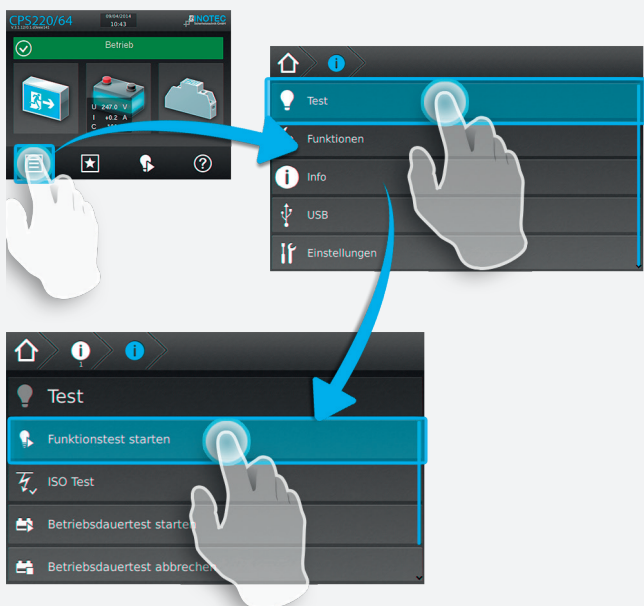 CPS220/64
09/04/2014
10:43
INOTEC
Betrieb
U 247.0 V
I +0.2 A
C
Test
Funktionen
Info
USB
Einstellungen
1
Test
Funktionstest starten
ISO Test
Betriebsdauertest starten
Betriebsdauertest abbrechen